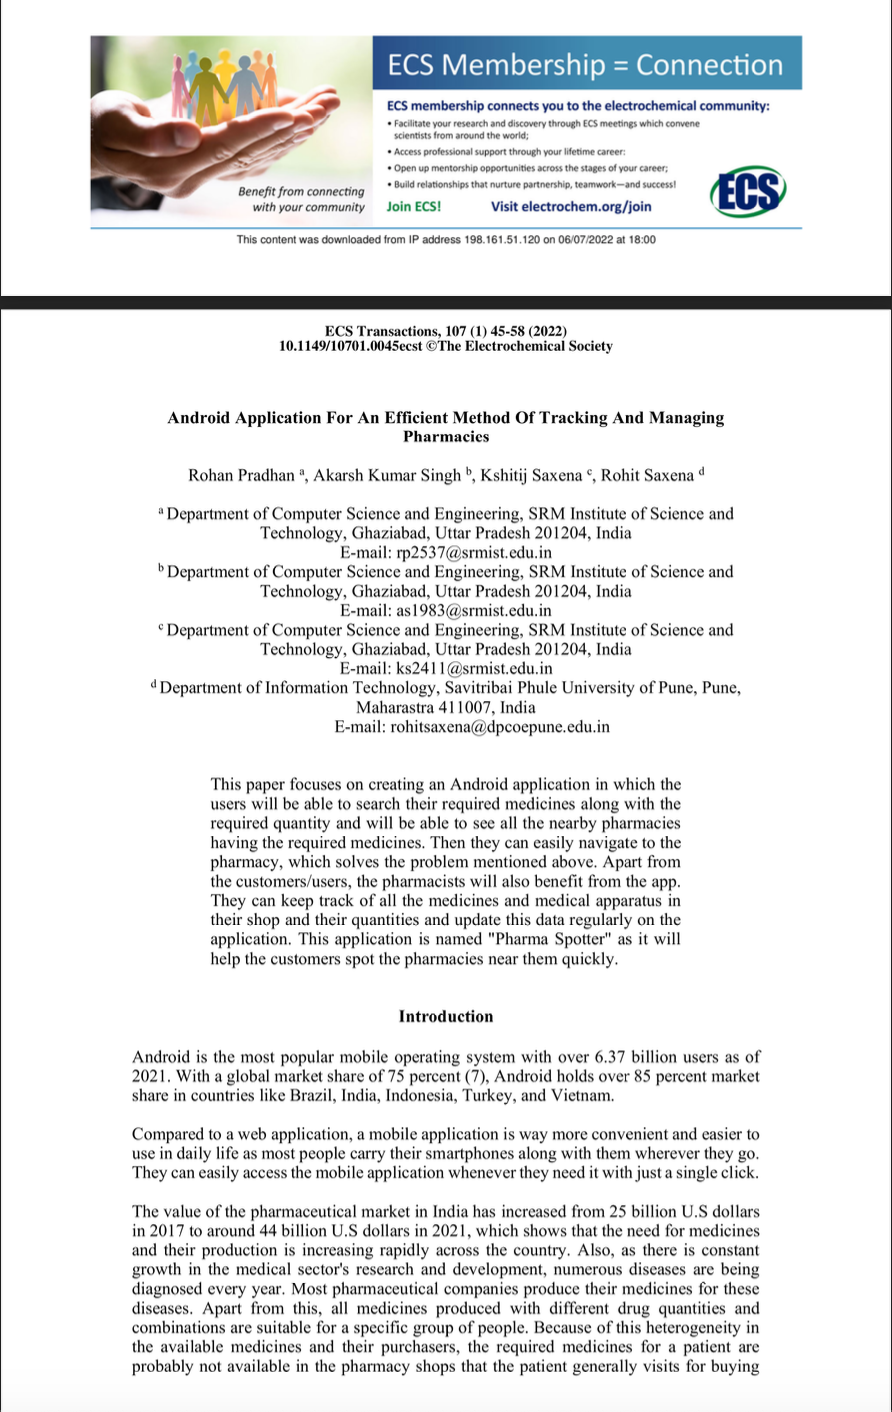 ECS Membership = Connection
ECS membership connects you to the electrochemical community:
• Facilitate your research and discovery through ECS meetings which convene
scientists from around the world;
• Access professional support through your lifetime career:
• Open up mentorship opportunities across the stages of your career;
• Build relationships that nurture partnership, teamwork—and success!
Join ECS! Visit electrochem.org/join
ECS
Benefit from connecting
with your community
This content was downloaded from IP address 198.161.51.120 on 06/07/2022 at 18:00
ECS Transactions, 107 (1) 45-58 (2022)
10.1149/10701.0045ecst ©The Electrochemical Society
Android Application For An Efficient Method Of Tracking And Managing
Pharmacies
Rohan Pradhan a, Akarsh Kumar Singh b, Kshitij Saxena c, Rohit Saxena d
a Department of Computer Science and Engineering, SRM Institute of Science and
Technology, Ghaziabad, Uttar Pradesh 201204, India
E-mail: rp2537@srmist.edu.in
b Department of Computer Science and Engineering, SRM Institute of Science and
Technology, Ghaziabad, Uttar Pradesh 201204, India
E-mail: as1983@srmist.edu.in
c Department of Computer Science and Engineering, SRM Institute of Science and
Technology, Ghaziabad, Uttar Pradesh 201204, India
E-mail: ks2411@srmist.edu.in
d Department of Information Technology, Savitribai Phule University of Pune, Pune,
Maharastra 411007, India
E-mail: rohitsaxena@dpcoepune.edu.in
This paper focuses on creating an Android application in which the
users will be able to search their required medicines along with the
required quantity and will be able to see all the nearby pharmacies
having the required medicines. Then they can easily navigate to the
pharmacy, which solves the problem mentioned above. Apart from
the customers/users, the pharmacists will also benefit from the app.
They can keep track of all the medicines and medical apparatus in
their shop and their quantities and update this data regularly on the
application. This application is named "Pharma Spotter" as it will
help the customers spot the pharmacies near them quickly.
Introduction
Android is the most popular mobile operating system with over 6.37 billion users as of
2021. With a global market share of 75 percent (7), Android holds over 85 percent market
share in countries like Brazil, India, Indonesia, Turkey, and Vietnam.
Compared to a web application, a mobile application is way more convenient and easier to
use in daily life as most people carry their smartphones along with them wherever they go.
They can easily access the mobile application whenever they need it with just a single click.
The value of the pharmaceutical market in India has increased from 25 billion U.S dollars
in 2017 to around 44 billion U.S dollars in 2021, which shows that the need for medicines
and their production is increasing rapidly across the country. Also, as there is constant
growth in the medical sector's research and development, numerous diseases are being
diagnosed every year. Most pharmaceutical companies produce their medicines for these
diseases. Apart from this, all medicines produced with different drug quantities and
combinations are suitable for a specific group of people. Because of this heterogeneity in
the available medicines and their purchasers, the required medicines for a patient are
probably not available in the pharmacy shops that the patient generally visits for buying